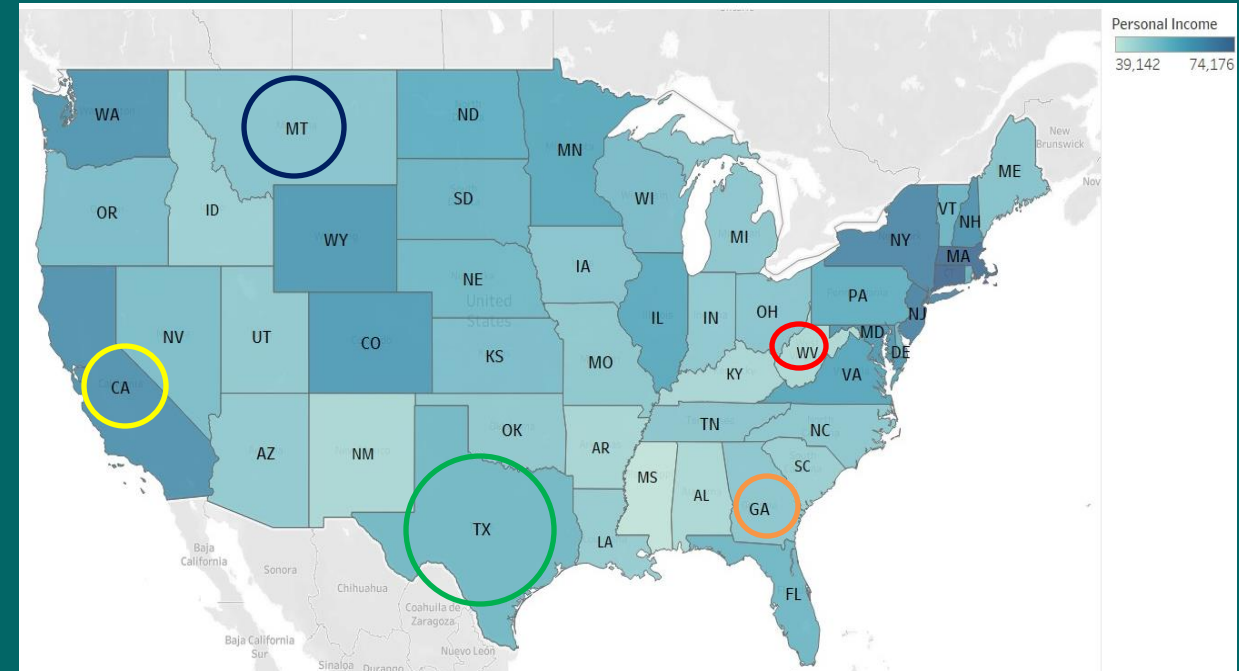 Personal Income
39,142 74,176
WA
MT
ND
MN
ME
New
Brunswick
Nov
OR
ID
SD
WI
VT
NH
WY
MI
NY
MA
NE
IA
PA
United
States
NV
UT
CO
IL
IN
OH
NJ
KS
MO
WV
MD
DE
CA
KY
VA
AZ
NM
OK
TN
NC
AR
SC
MS
AL
GA
TX
LA
FL
Baja
California
Sonora
Chihuahua
Coahuila de
Zaragoza
Baja California
Sur
Sinaloa
Durango
Nuevo León